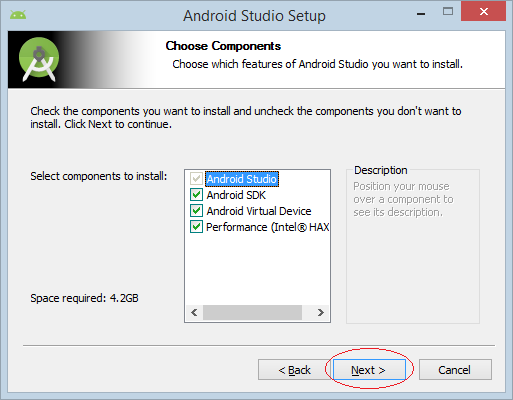 Android Studio Setup
Choose Components
Choose which features of Android Studio you want to install.
Check the components you want to install and uncheck the components you don't want to
install. Click Next to continue.
Select components to install:
Android Studio
Android SDK
Android Virtual Device
Performance (Intel® HAX
Description
Position your mouse
over a component to
see its description.
Space required: 4.2GB
< Back
Next >
Cancel